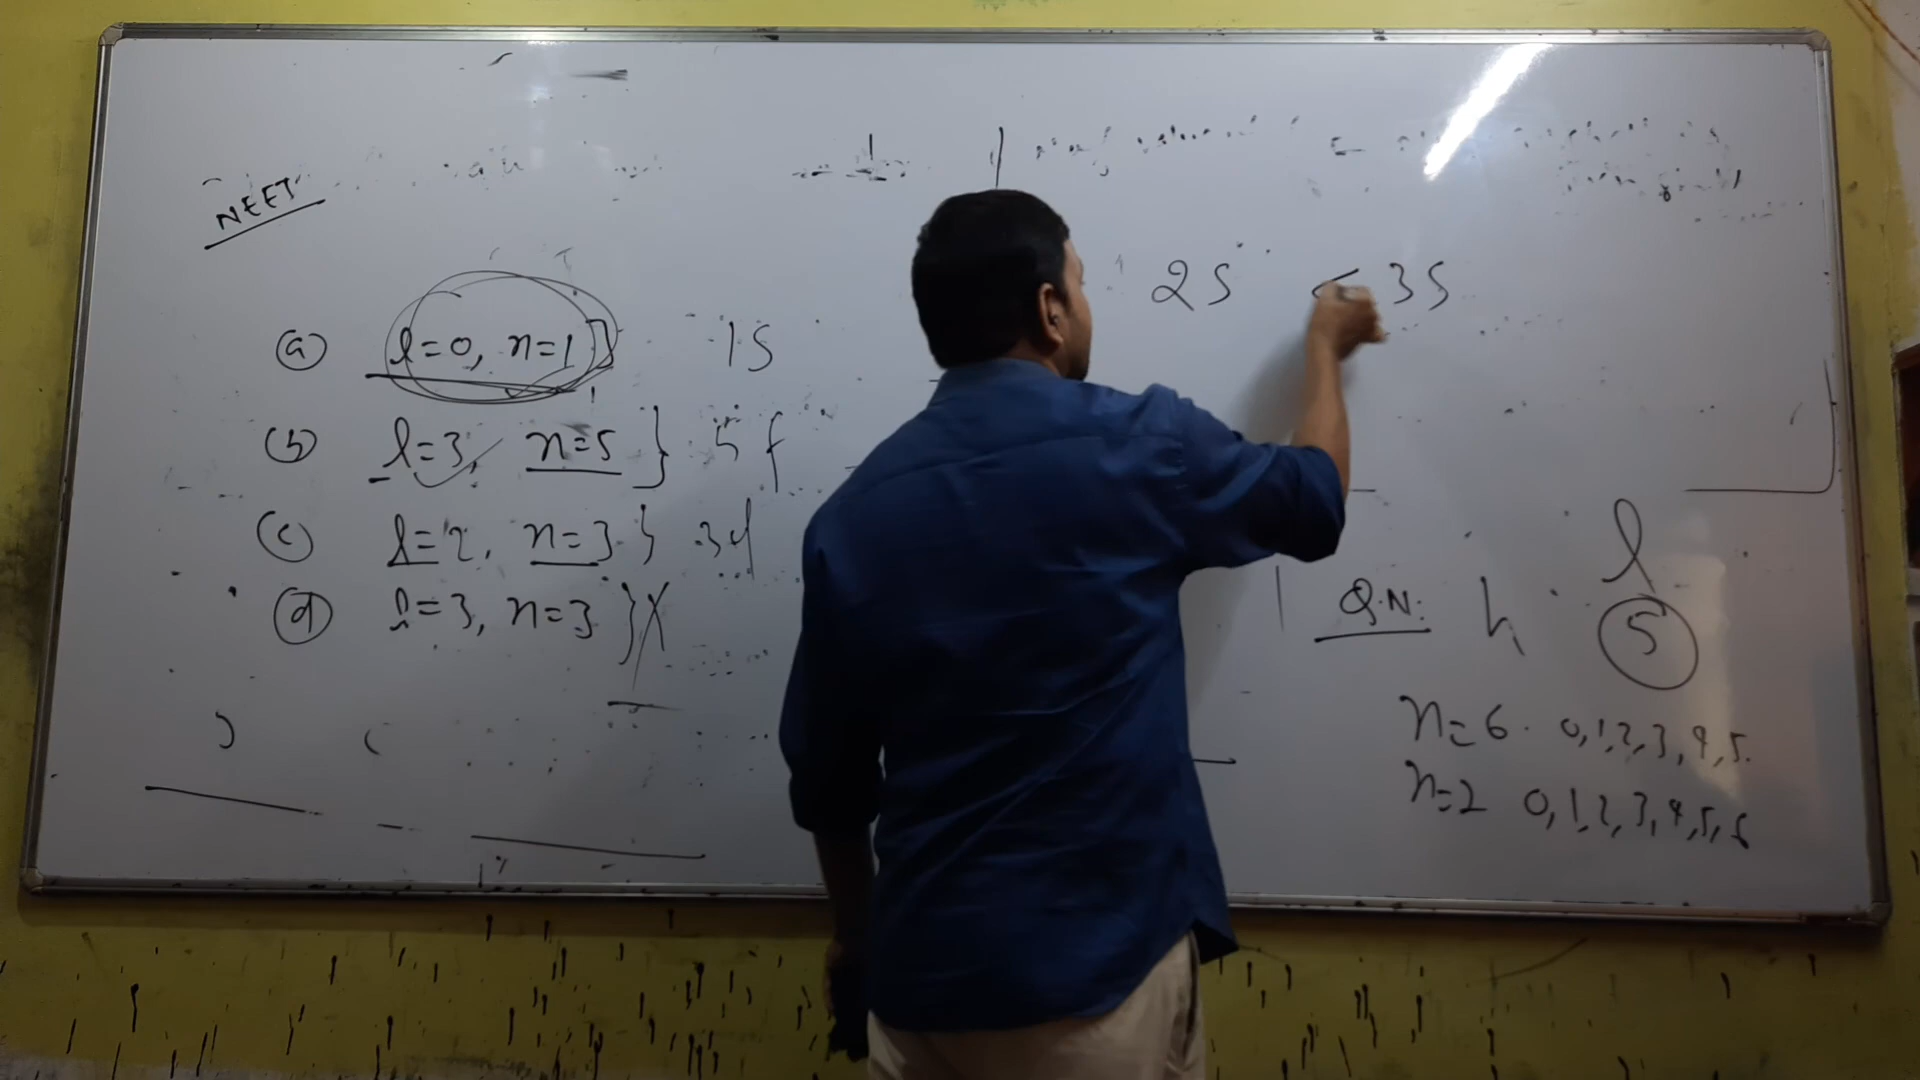 NEET
(a) l=0, n=1} 1S
(b) l=3, n=5} 5f
(c) l=2, n=3} 3d
(d) l=3, n=3}X
2S < 3S
Q.N: h l
5
n=6. 0,1,2,3,4,5.
n=2 0,1,2,3,4,5,6